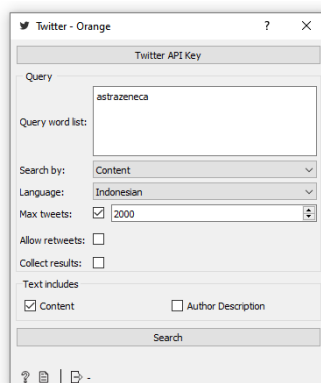 Twitter - Orange ? ×
Twitter API Key
Query
astrazeneca
Query word list:
Search by: Content
Language: Indonesian
Max tweets: 2000
Allow retweets:
Collect results:
Text includes
Content Author Description
Search
? -